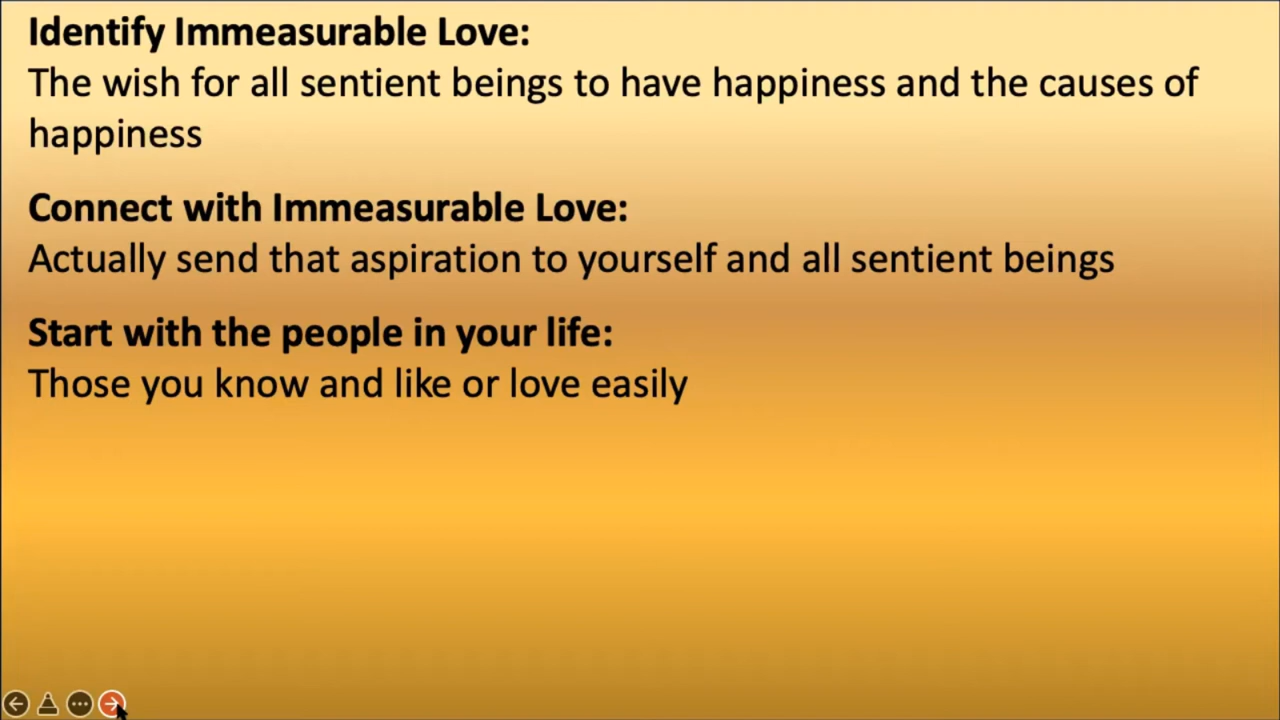 Identify Immeasurable Love:
The wish for all sentient beings to have happiness and the causes of
happiness
Connect with Immeasurable Love:
Actually send that aspiration to yourself and all sentient beings
Start with the people in your life:
Those you know and like or love easily